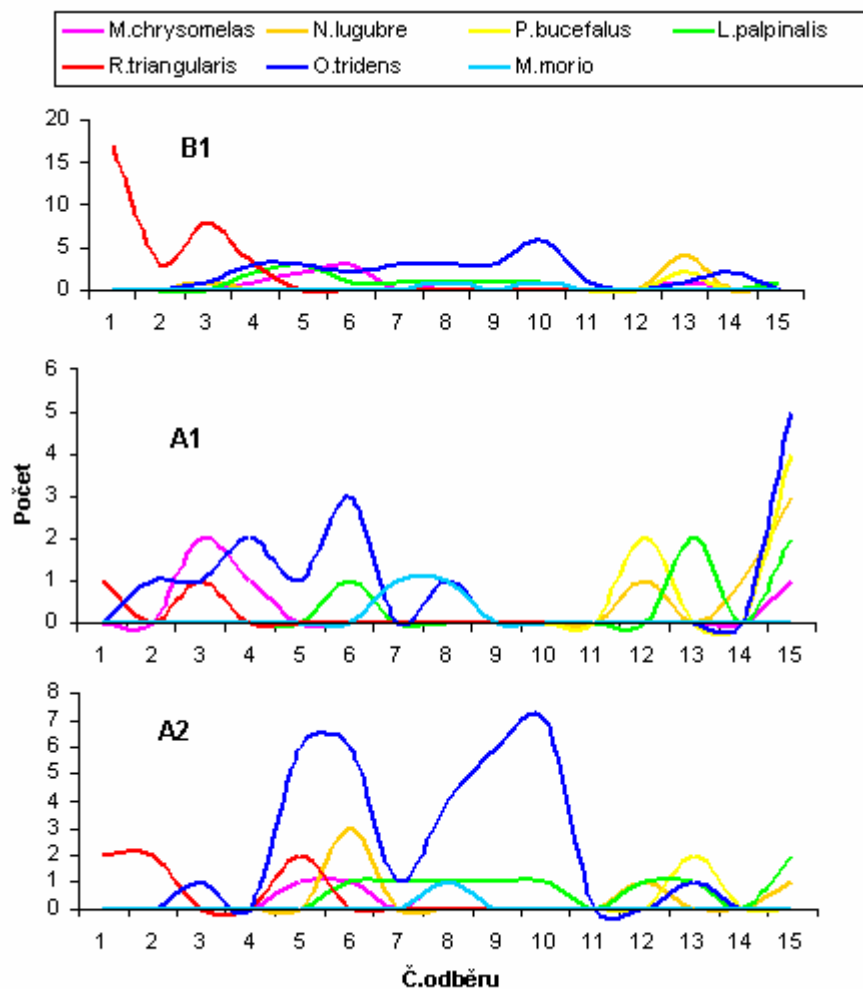 M.chrysomelas N.lugubre P.bucefalus L.palpinalis
R.triangularis O.tridens M.morio
20
15
10
5
0
B1
1 2 3 4 5 6 7 8 9 10 11 12 13 14 15
6
5
4
3
2
1
0
A1
Počet
1 2 3 4 5 6 7 8 9 10 11 12 13 14 15
8
7
6
5
4
3
2
1
0
A2
1 2 3 4 5 6 7 8 9 10 11 12 13 14 15
Č.odběru